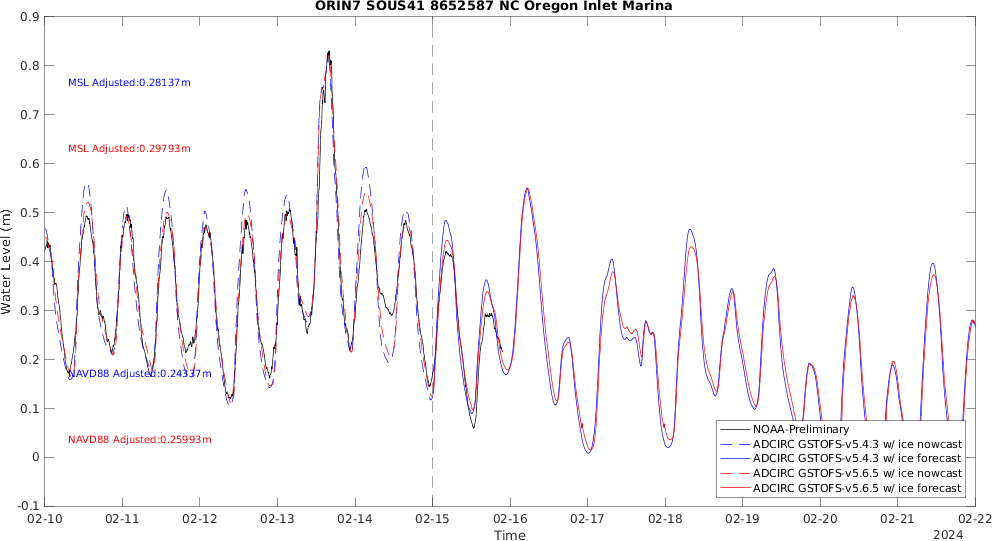 ORIN7 SOUS41 8652587 NC Oregon Inlet Marina
0.9
0.8
0.7
0.6
0.5
0.4
0.3
0.2
0.1
0
-0.1
Water Level (m)
MSL Adjusted:0.28137m
MSL Adjusted:0.29793m
NAVD88 Adjusted:0.24337m
NAVD88 Adjusted:0.25993m
NOAA-Preliminary
ADCIRC GSTOFS-v5.4.3 w/ ice nowcast
ADCIRC GSTOFS-v5.4.3 w/ ice forecast
ADCIRC GSTOFS-v5.6.5 w/ ice nowcast
ADCIRC GSTOFS-v5.6.5 w/ ice forecast
02-10 02-11 02-12 02-13 02-14 02-15 02-16 02-17 02-18 02-19 02-20 02-21 02-22
Time
2024